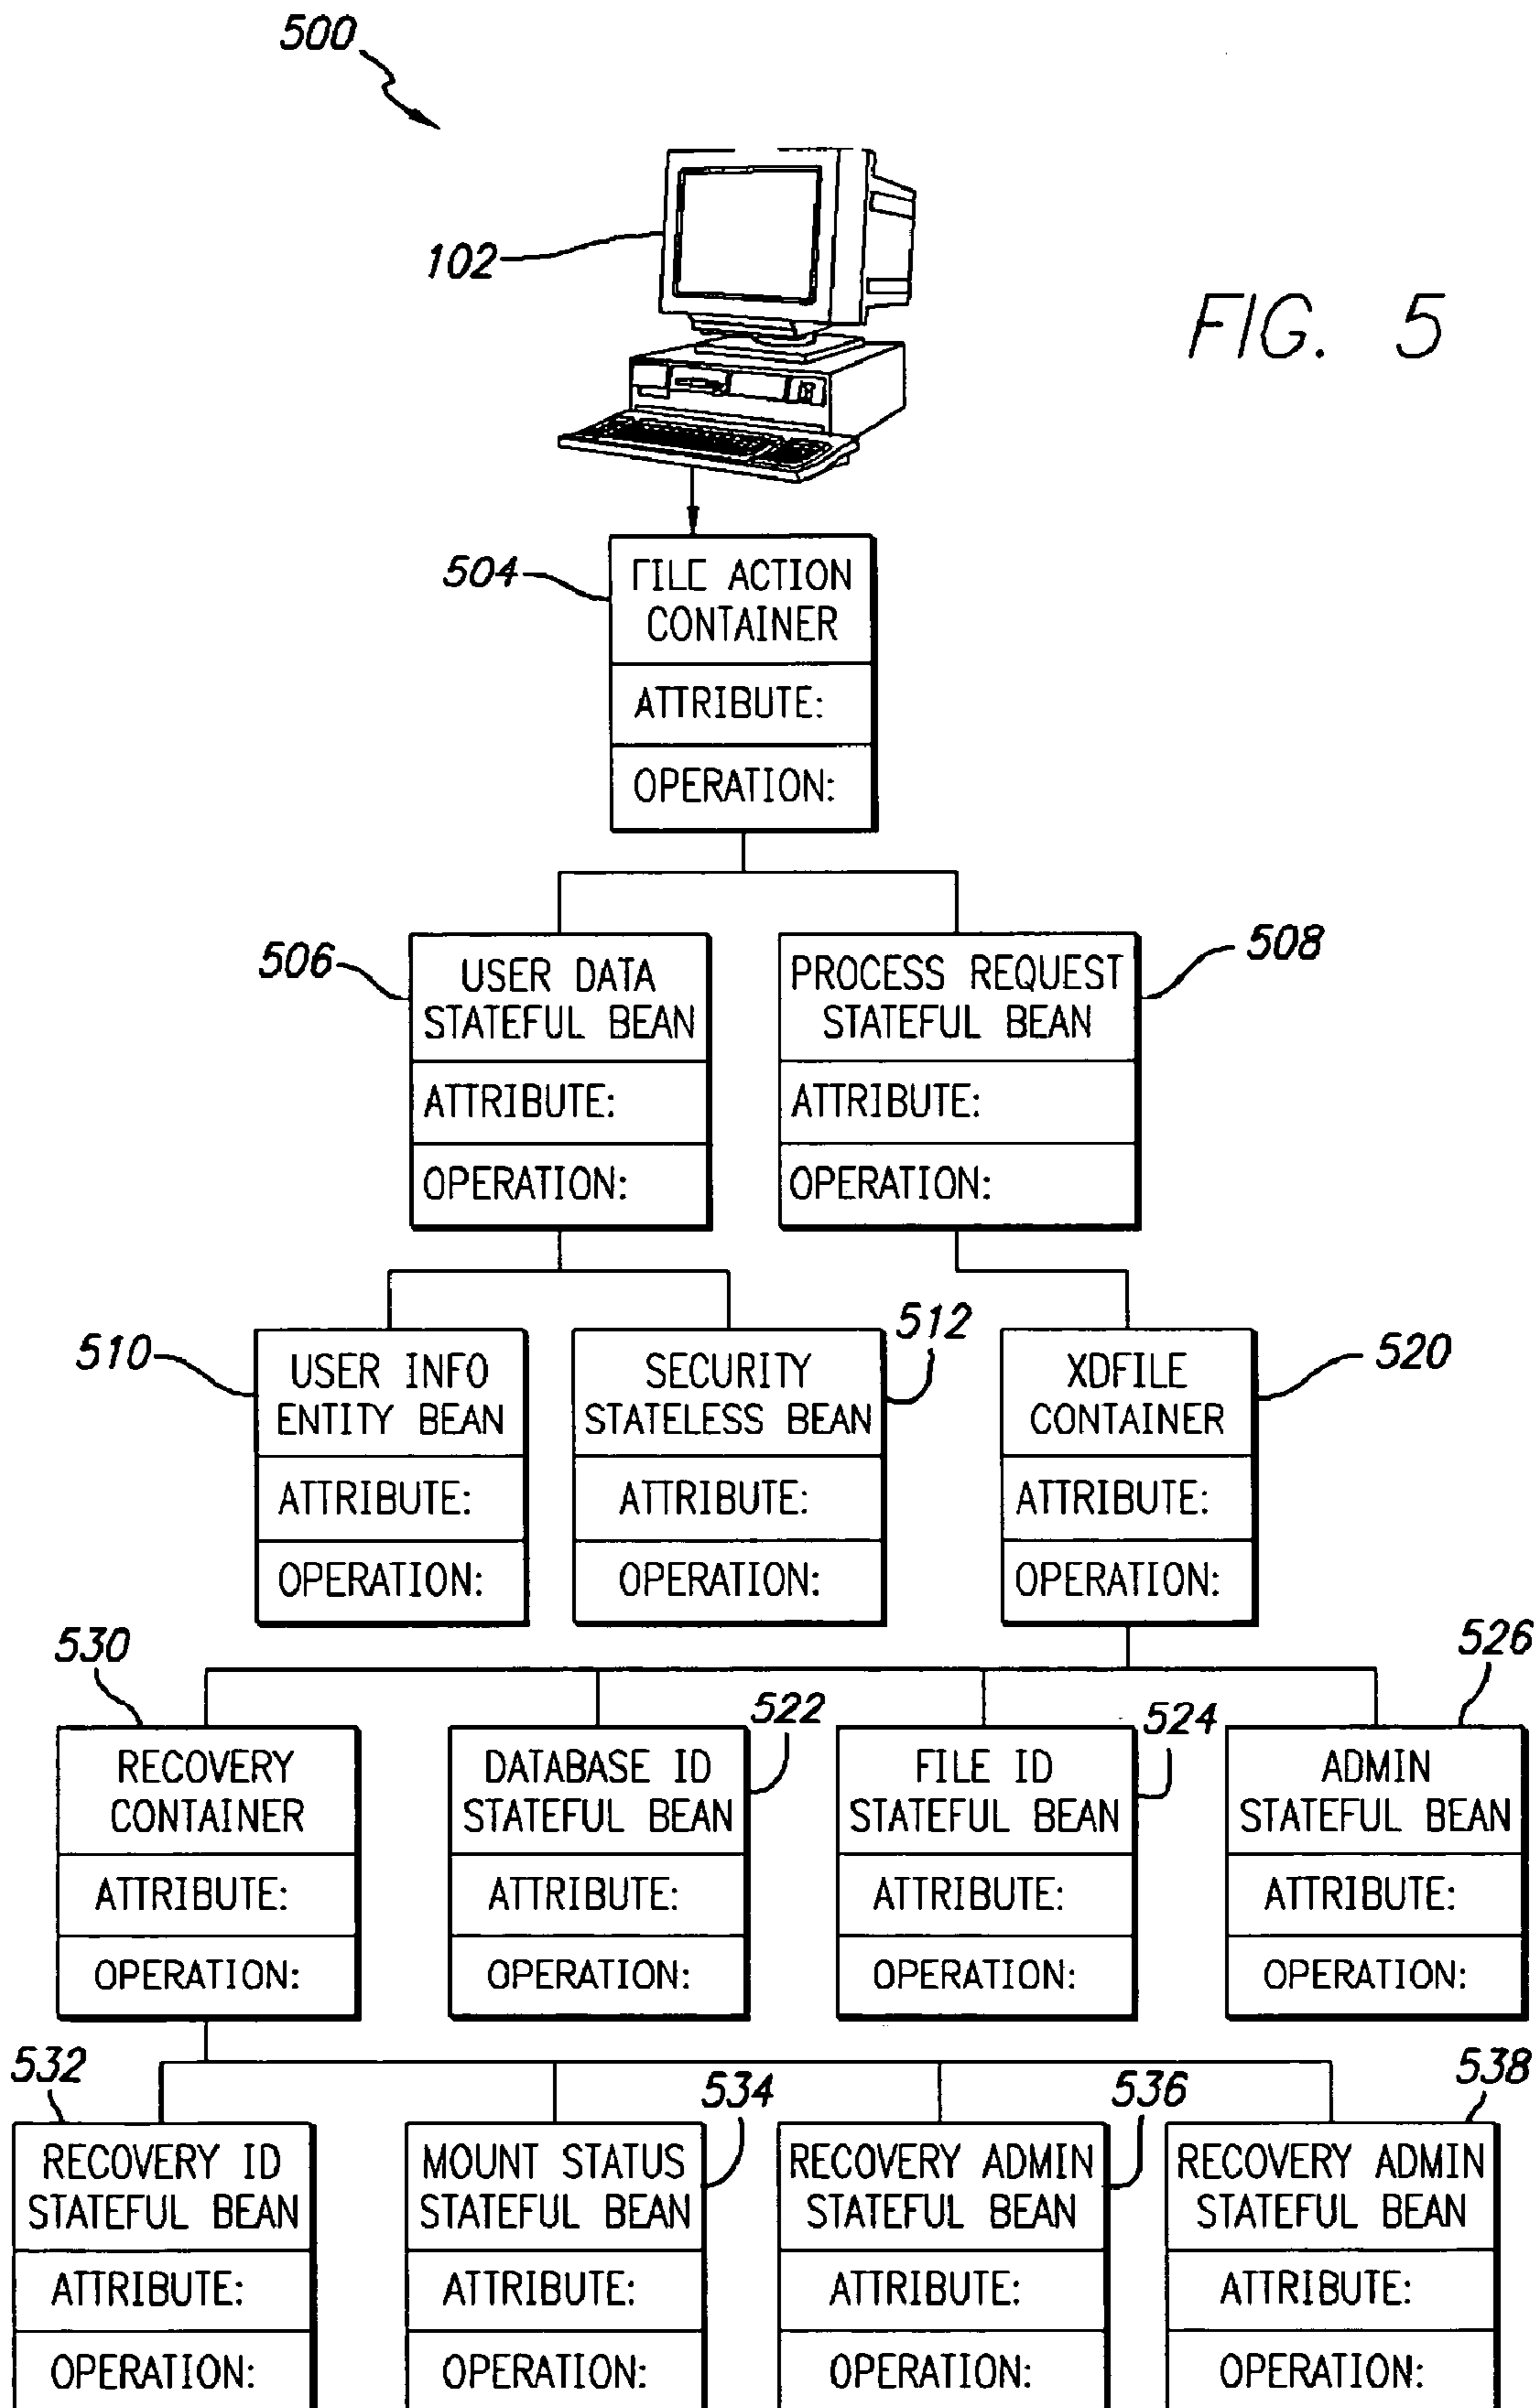 500
102
FIG. 5
504
FILE ACTION
CONTAINER
ATTRIBUTE:
OPERATION:
506
USER DATA
STATEFUL BEAN
ATTRIBUTE:
OPERATION:
508
PROCESS REQUEST
STATEFUL BEAN
ATTRIBUTE:
OPERATION:
510
USER INFO
ENTITY BEAN
ATTRIBUTE:
OPERATION:
512
SECURITY
STATELESS BEAN
ATTRIBUTE:
OPERATION:
520
XDFILE
CONTAINER
ATTRIBUTE:
OPERATION:
530
RECOVERY
CONTAINER
ATTRIBUTE:
OPERATION:
522
DATABASE ID
STATEFUL BEAN
ATTRIBUTE:
OPERATION:
524
FILE ID
STATEFUL BEAN
ATTRIBUTE:
OPERATION:
526
ADMIN
STATEFUL BEAN
ATTRIBUTE:
OPERATION:
532
RECOVERY ID
STATEFUL BEAN
ATTRIBUTE:
OPERATION:
534
MOUNT STATUS
STATEFUL BEAN
ATTRIBUTE:
OPERATION:
536
RECOVERY ADMIN
STATEFUL BEAN
ATTRIBUTE:
OPERATION:
538
RECOVERY ADMIN
STATEFUL BEAN
ATTRIBUTE:
OPERATION: